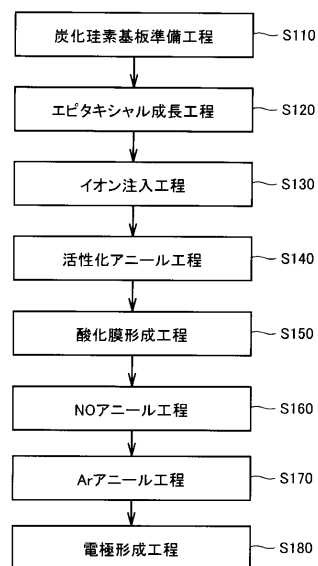 炭化珪素基板準備工程 S110
エピタキシャル成長工程 S120
イオン注入工程 S130
活性化アニール工程 S140
酸化膜形成工程 S150
NOアニール工程 S160
Arアニール工程 S170
電極形成工程 S180